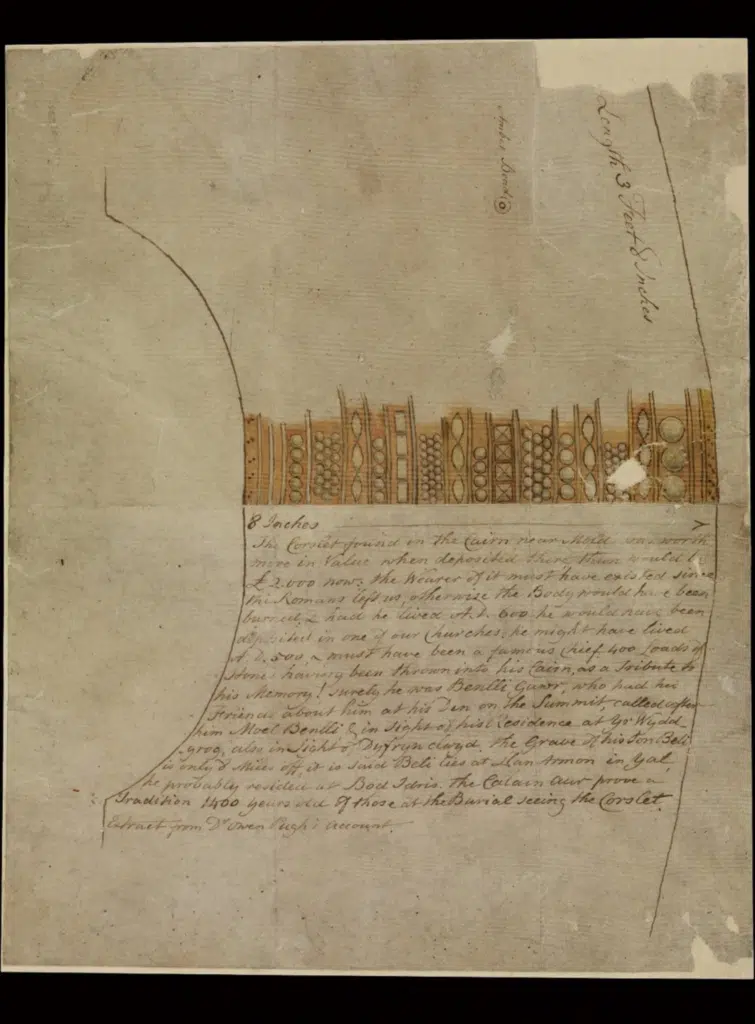 Length 3 Feet 8 Inches
Amber Bead
8 Inches
The Corslet found in the Cairn near Mold was worth
more in Value when deposited there than would be
£2.000 now; the Wearer of it must have existed since
the Romans left us, otherwise the Body would have been
burned, & had he lived A.D. 600 he would have been
deposited in one of our Churches; he might have lived
A.D. 500 & must have been a famous Chief 400 Loads of
Stones having been thrown into his Cairn, as a Tribute to
his Memory! surely he was Benlli Gawr, who had his
Friends about him at his Den on the Summit called after
him Moel Benlli & in sight of his Residence at Yr Wydd
grug, also in sight of Dyffryn Clwyd. the Grave of his son Beli
is only 8 Miles off, it is said Beli lies at Llan Armon in Yal,
he probably resided at Bod Idris. the Calain Aur prove a
Tradition 1400 years old of those at the Burial seeing the Corslet.
Extract from Dr Owen Pugh's Account.